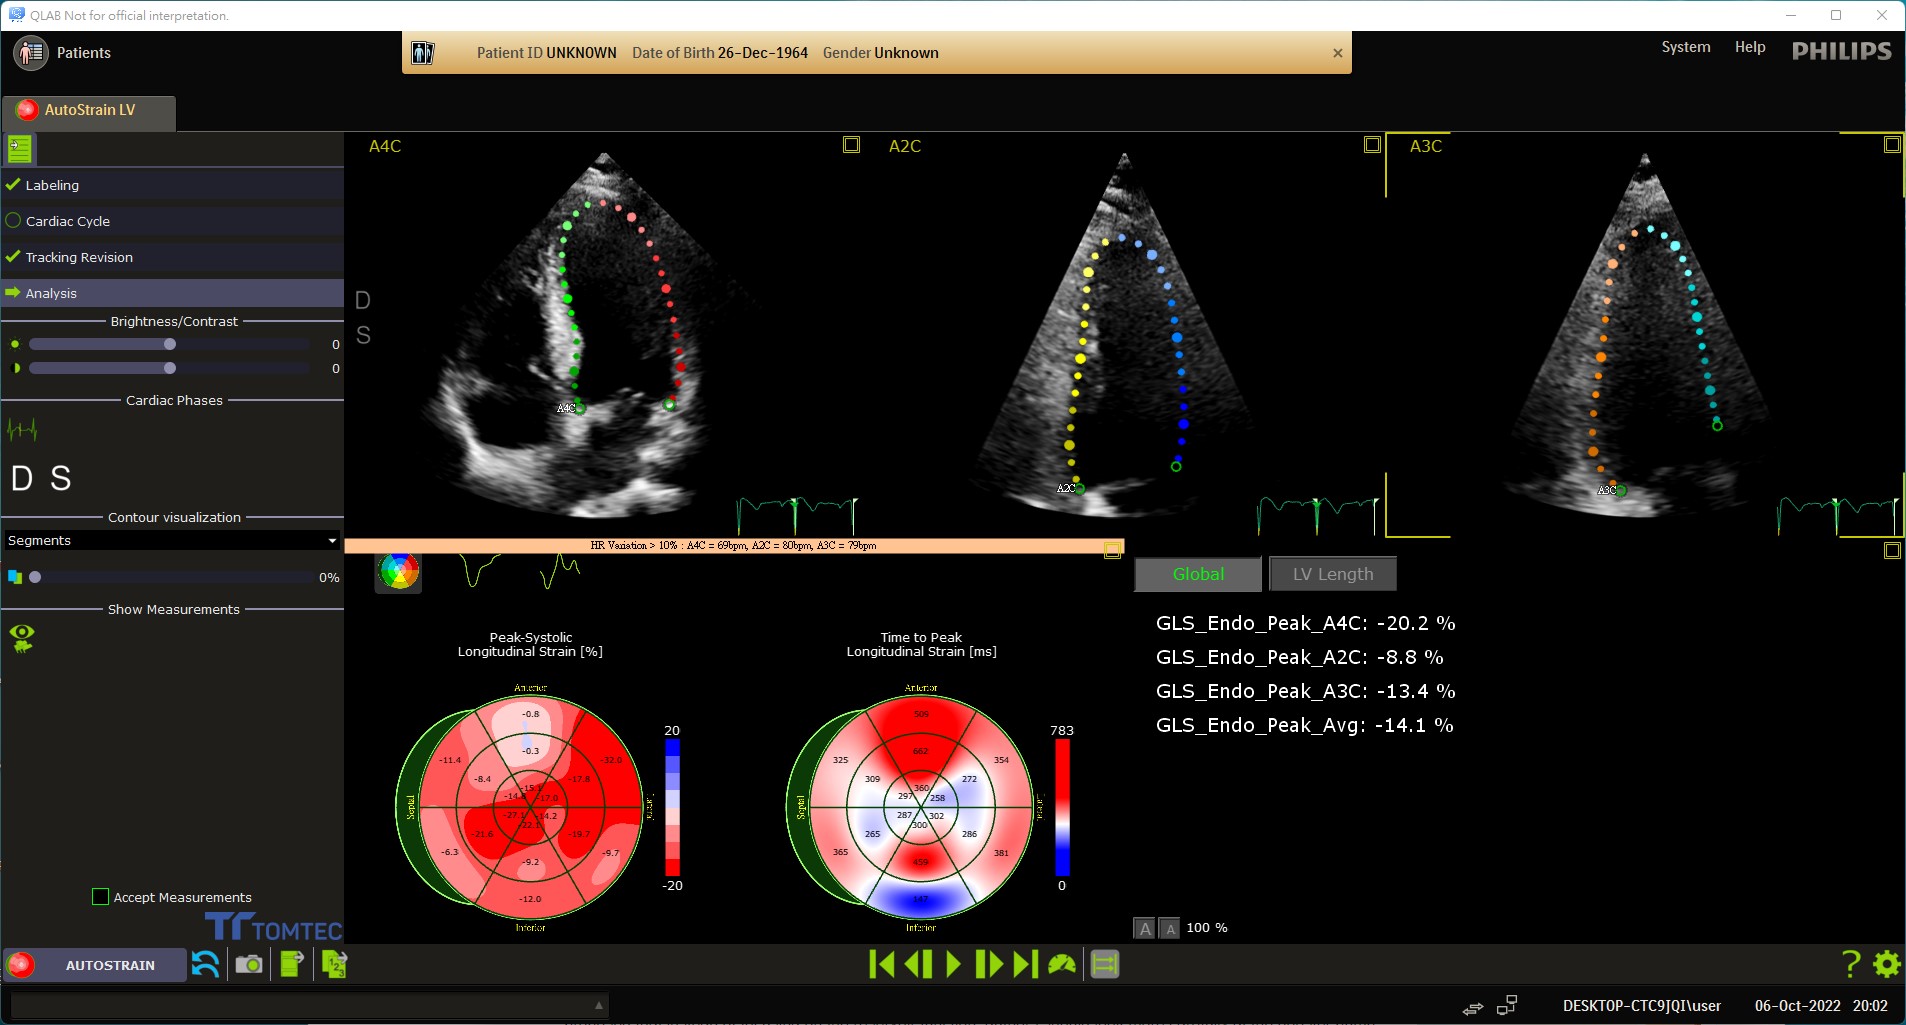 QLAB Not for official interpretation.
Patients
Patient ID UNKNOWN Date of Birth 26-Dec-1964 Gender Unknown
System Help PHILIPS
AutoStrain LV
Labeling
Cardiac Cycle
Tracking Revision
Analysis
Brightness/Contrast
0
0
Cardiac Phases
D S
Contour visualization
Segments
0%
Show Measurements
Accept Measurements
TOMTEC
A4C
D
S
A4C
A2C
A2C
A3C
A3C
HR Variation > 10% : A4C = 69bpm, A2C = 80bpm, A3C = 79bpm
Peak-Systolic
Longitudinal Strain [%]
Anterior
-0.8
-0.3
-11.4
-32.0
-8.4
-17.8
-15.1
-14.8
-17.0
Septal
Lateral
-27.1
-14.2
-22.1
-21.6
-19.7
-6.3
-9.7
-9.2
-12.0
Inferior
20
-20
Time to Peak
Longitudinal Strain [ms]
Anterior
509
662
325
354
309
272
360
297
258
Septal
Lateral
287
302
300
265
286
365
381
459
147
Inferior
783
0
Global LV Length
GLS_Endo_Peak_A4C: -20.2 %
GLS_Endo_Peak_A2C: -8.8 %
GLS_Endo_Peak_A3C: -13.4 %
GLS_Endo_Peak_Avg: -14.1 %
A A 100 %
AUTOSTRAIN
123
?
DESKTOP-CTC9JQI\user 06-Oct-2022 20:02